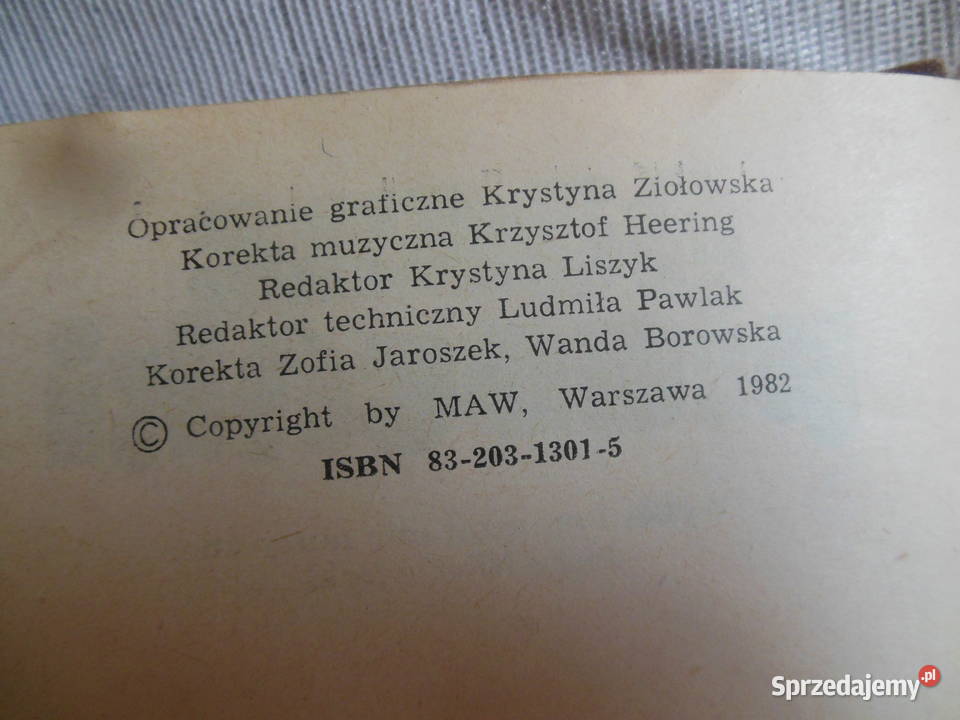 Opracowanie graficzne Krystyna Ziołowska
Korekta muzyczna Krzysztof Heering
Redaktor Krystyna Liszyk
Redaktor techniczny Ludmiła Pawlak
Korekta Zofia Jaroszek, Wanda Borowska
© Copyright by MAW, Warszawa 1982
ISBN 83-203-1301-5
Sprzedajemy.pl